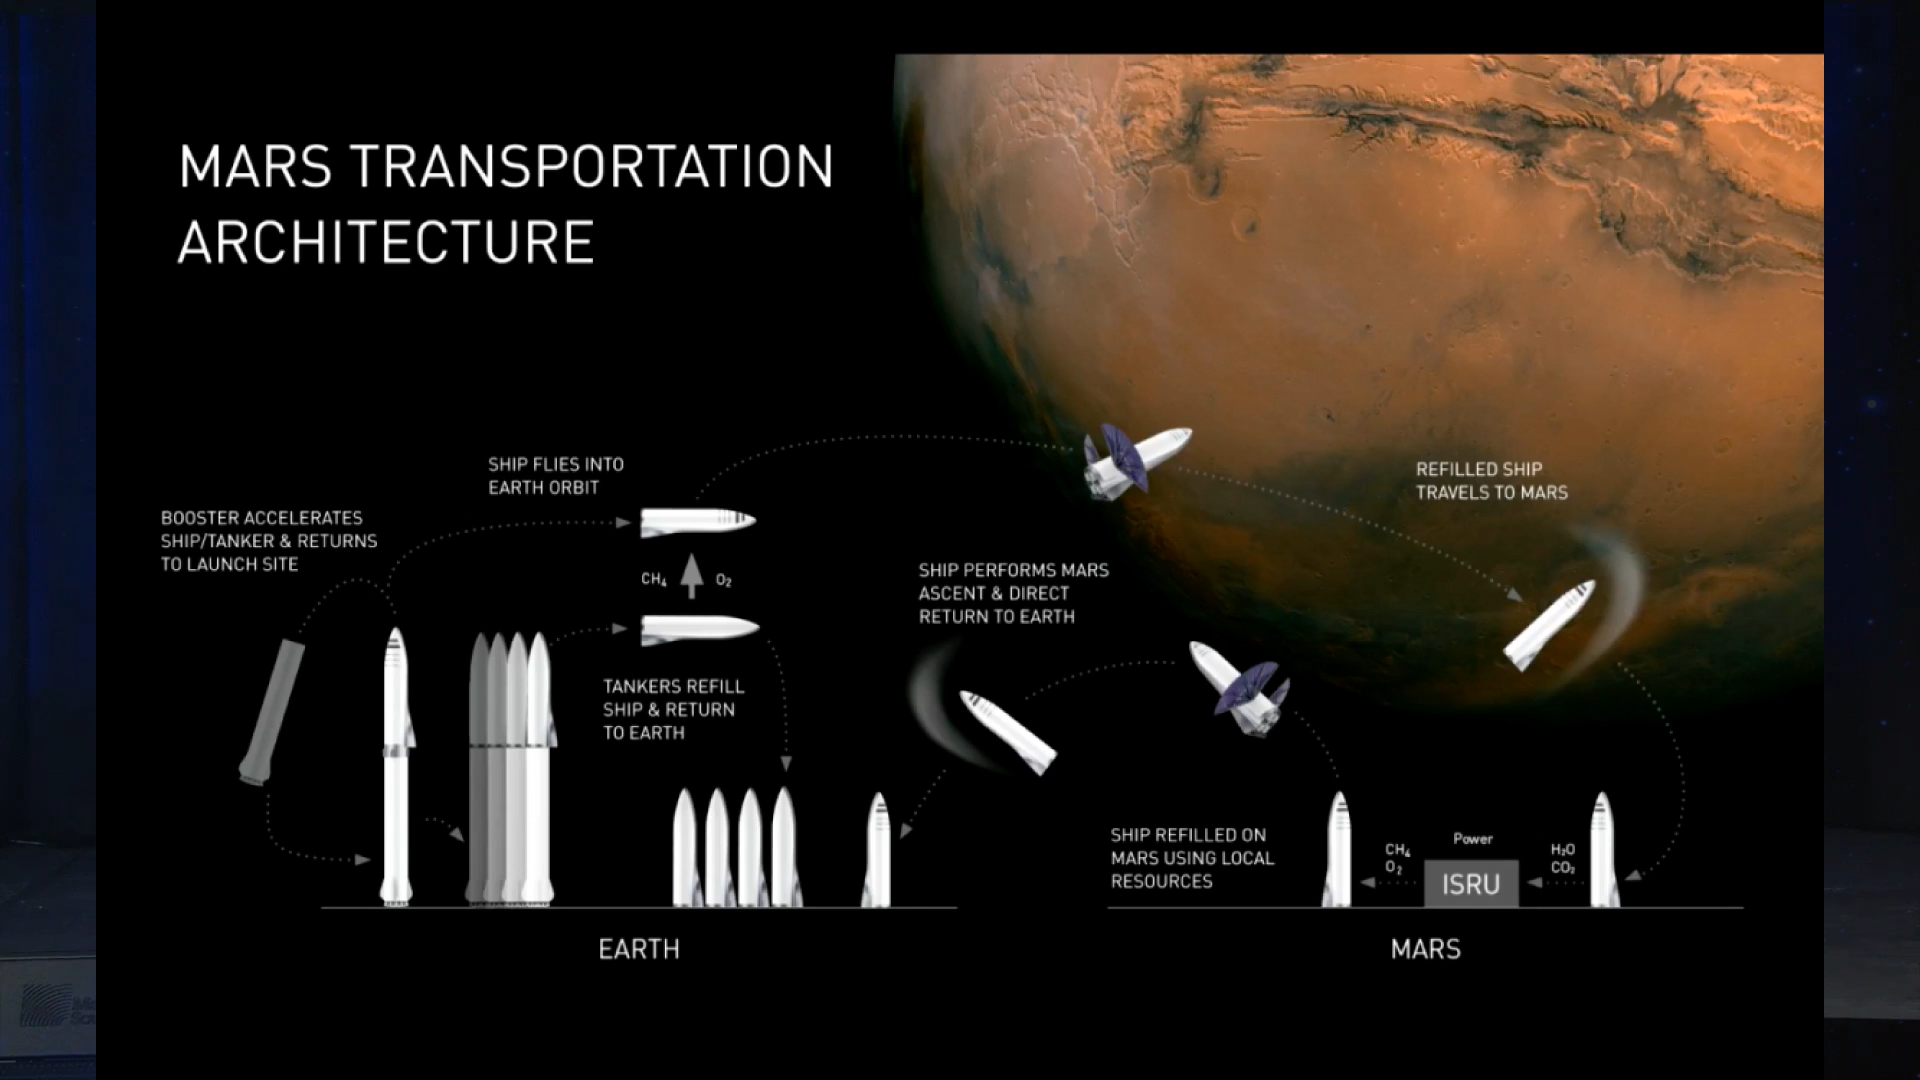 MARS TRANSPORTATION
ARCHITECTURE
SHIP FLIES INTO
EARTH ORBIT
REFILLED SHIP
TRAVELS TO MARS
BOOSTER ACCELERATES
SHIP/TANKER & RETURNS
TO LAUNCH SITE
CH₄ O₂
SHIP PERFORMS MARS
ASCENT & DIRECT
RETURN TO EARTH
TANKERS REFILL
SHIP & RETURN
TO EARTH
SHIP REFILLED ON
MARS USING LOCAL
RESOURCES
CH₄
O₂
Power
ISRU
H₂O
CO₂
EARTH
MARS